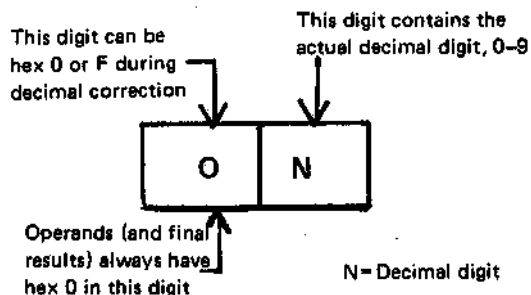 This digit can be
hex 0 or F during
decimal correction
This digit contains the
actual decimal digit, 0–9
O N
Operands (and final
results) always have
hex 0 in this digit
N= Decimal digit